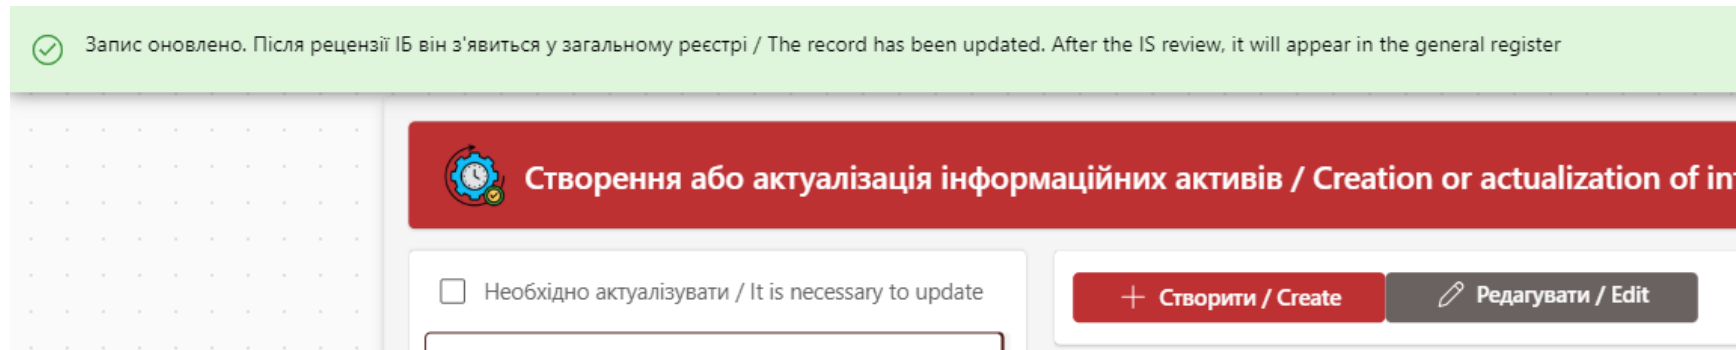 Запис оновлено. Після рецензії ІБ він з'явиться у загальному реєстрі / The record has been updated. After the IS review, it will appear in the general register
Створення або актуалізація інформаційних активів / Creation or actualization of
Необхідно актуалізувати / It is necessary to update
Створити / Create
Редагувати / Edit